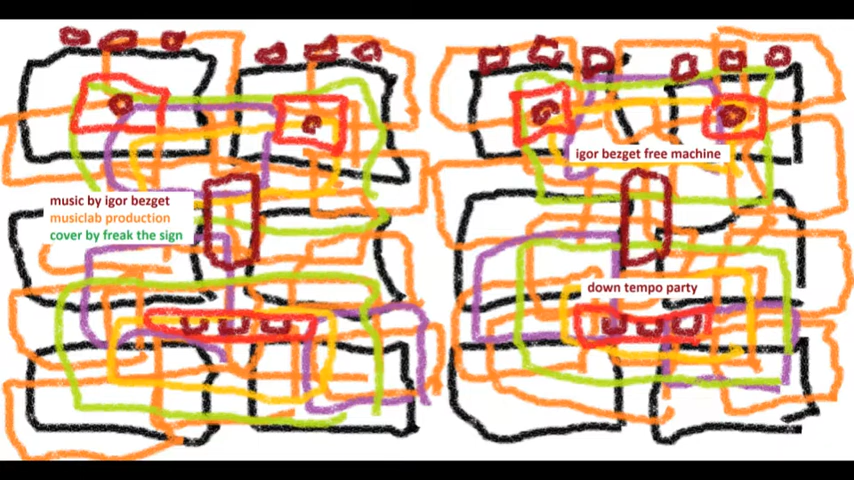 music by igor bezget
musiclab production
cover by freak the sign
igor bezget free machine
down tempo party